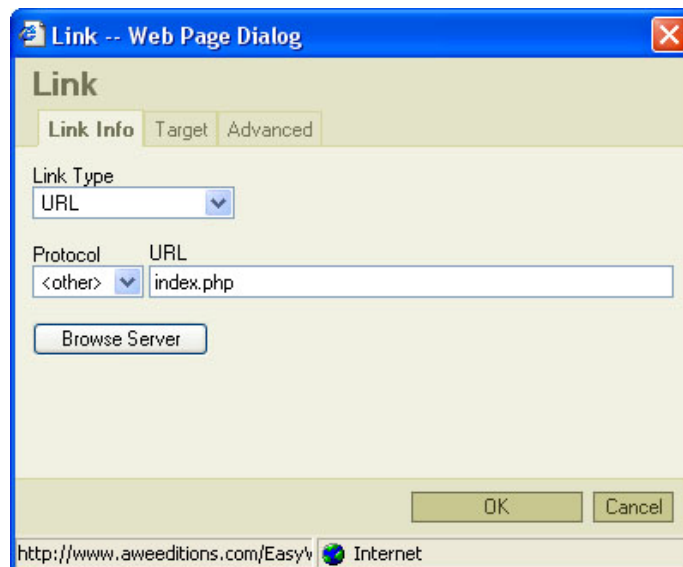 Link -- Web Page Dialog
Link
Link Info Target Advanced
Link Type
URL
Protocol URL
<other> index.php
Browse Server
OK Cancel
http://www.aweeditions.com/Easy Internet